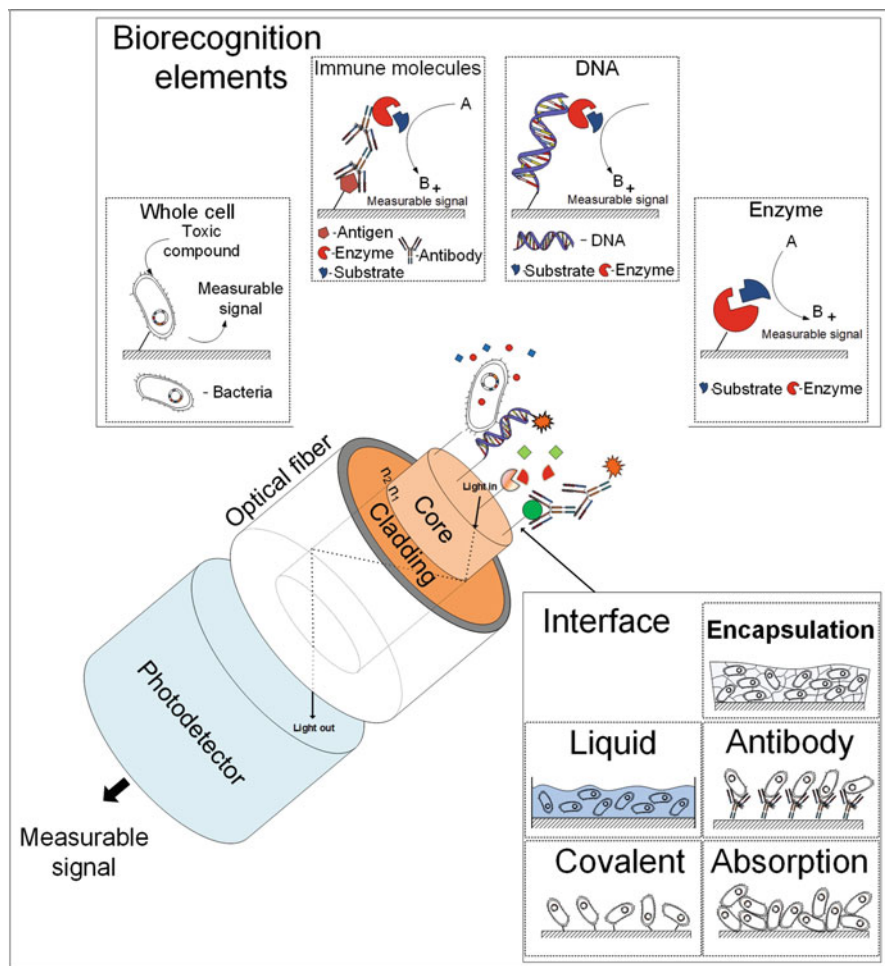 Biorecognition
elements
Immune molecules
A
B +
Measurable signal
-Antigen
-Enzyme
-Antibody
-Substrate
DNA
B +
Measurable signal
- DNA
-Substrate
-Enzyme
Whole cell
Toxic
compound
Measurable
signal
- Bacteria
Enzyme
A
B +
Measurable signal
-Substrate
-Enzyme
Optical fiber
n2
n1
Light in
Core
Cladding
Photodetector
Light out
Measurable
signal
Interface
Encapsulation
Liquid
Antibody
Covalent
Absorption